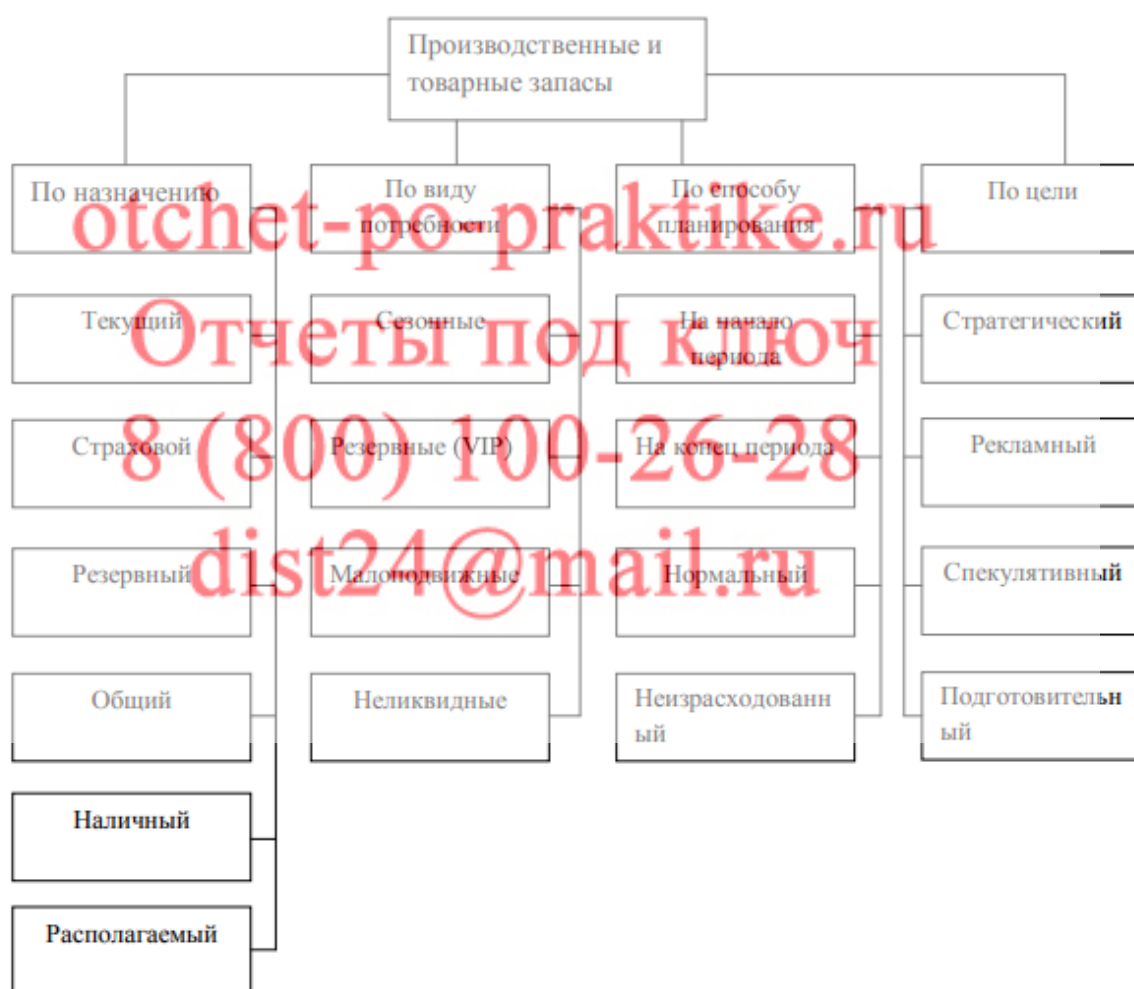 Производственные и
товарные запасы
По назначению
По виду
потребности
По способу
планирования
По цели
otchet-po-praktike.ru
Текущий
Сезонные
На начало
периода
Стратегический
Отчеты под ключ
Страховой
Резервные (VIP)
На конец периода
Рекламный
8 (800) 100-26-28
Резервный
Малоподвижные
Нормальный
Спекулятивный
dist24@mail.ru
Общий
Неликвидные
Неизрасходованн
ый
Подготовительн
ый
Наличный
Располагаемый